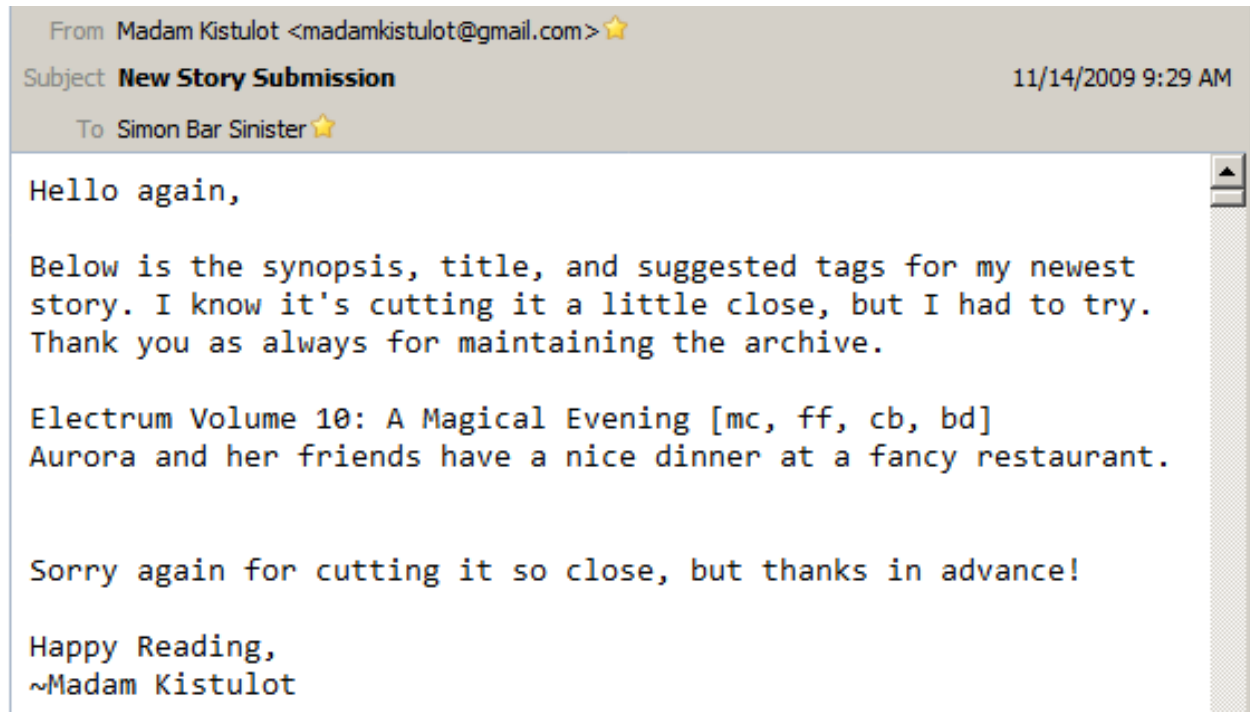 From Madam Kistulot <madamkistulot@gmail.com>
Subject New Story Submission 11/14/2009 9:29 AM
To Simon Bar Sinister
Hello again,
Below is the synopsis, title, and suggested tags for my newest
story. I know it's cutting it a little close, but I had to try.
Thank you as always for maintaining the archive.
Electrum Volume 10: A Magical Evening [mc, ff, cb, bd]
Aurora and her friends have a nice dinner at a fancy restaurant.
Sorry again for cutting it so close, but thanks in advance!
Happy Reading,
~Madam Kistulot